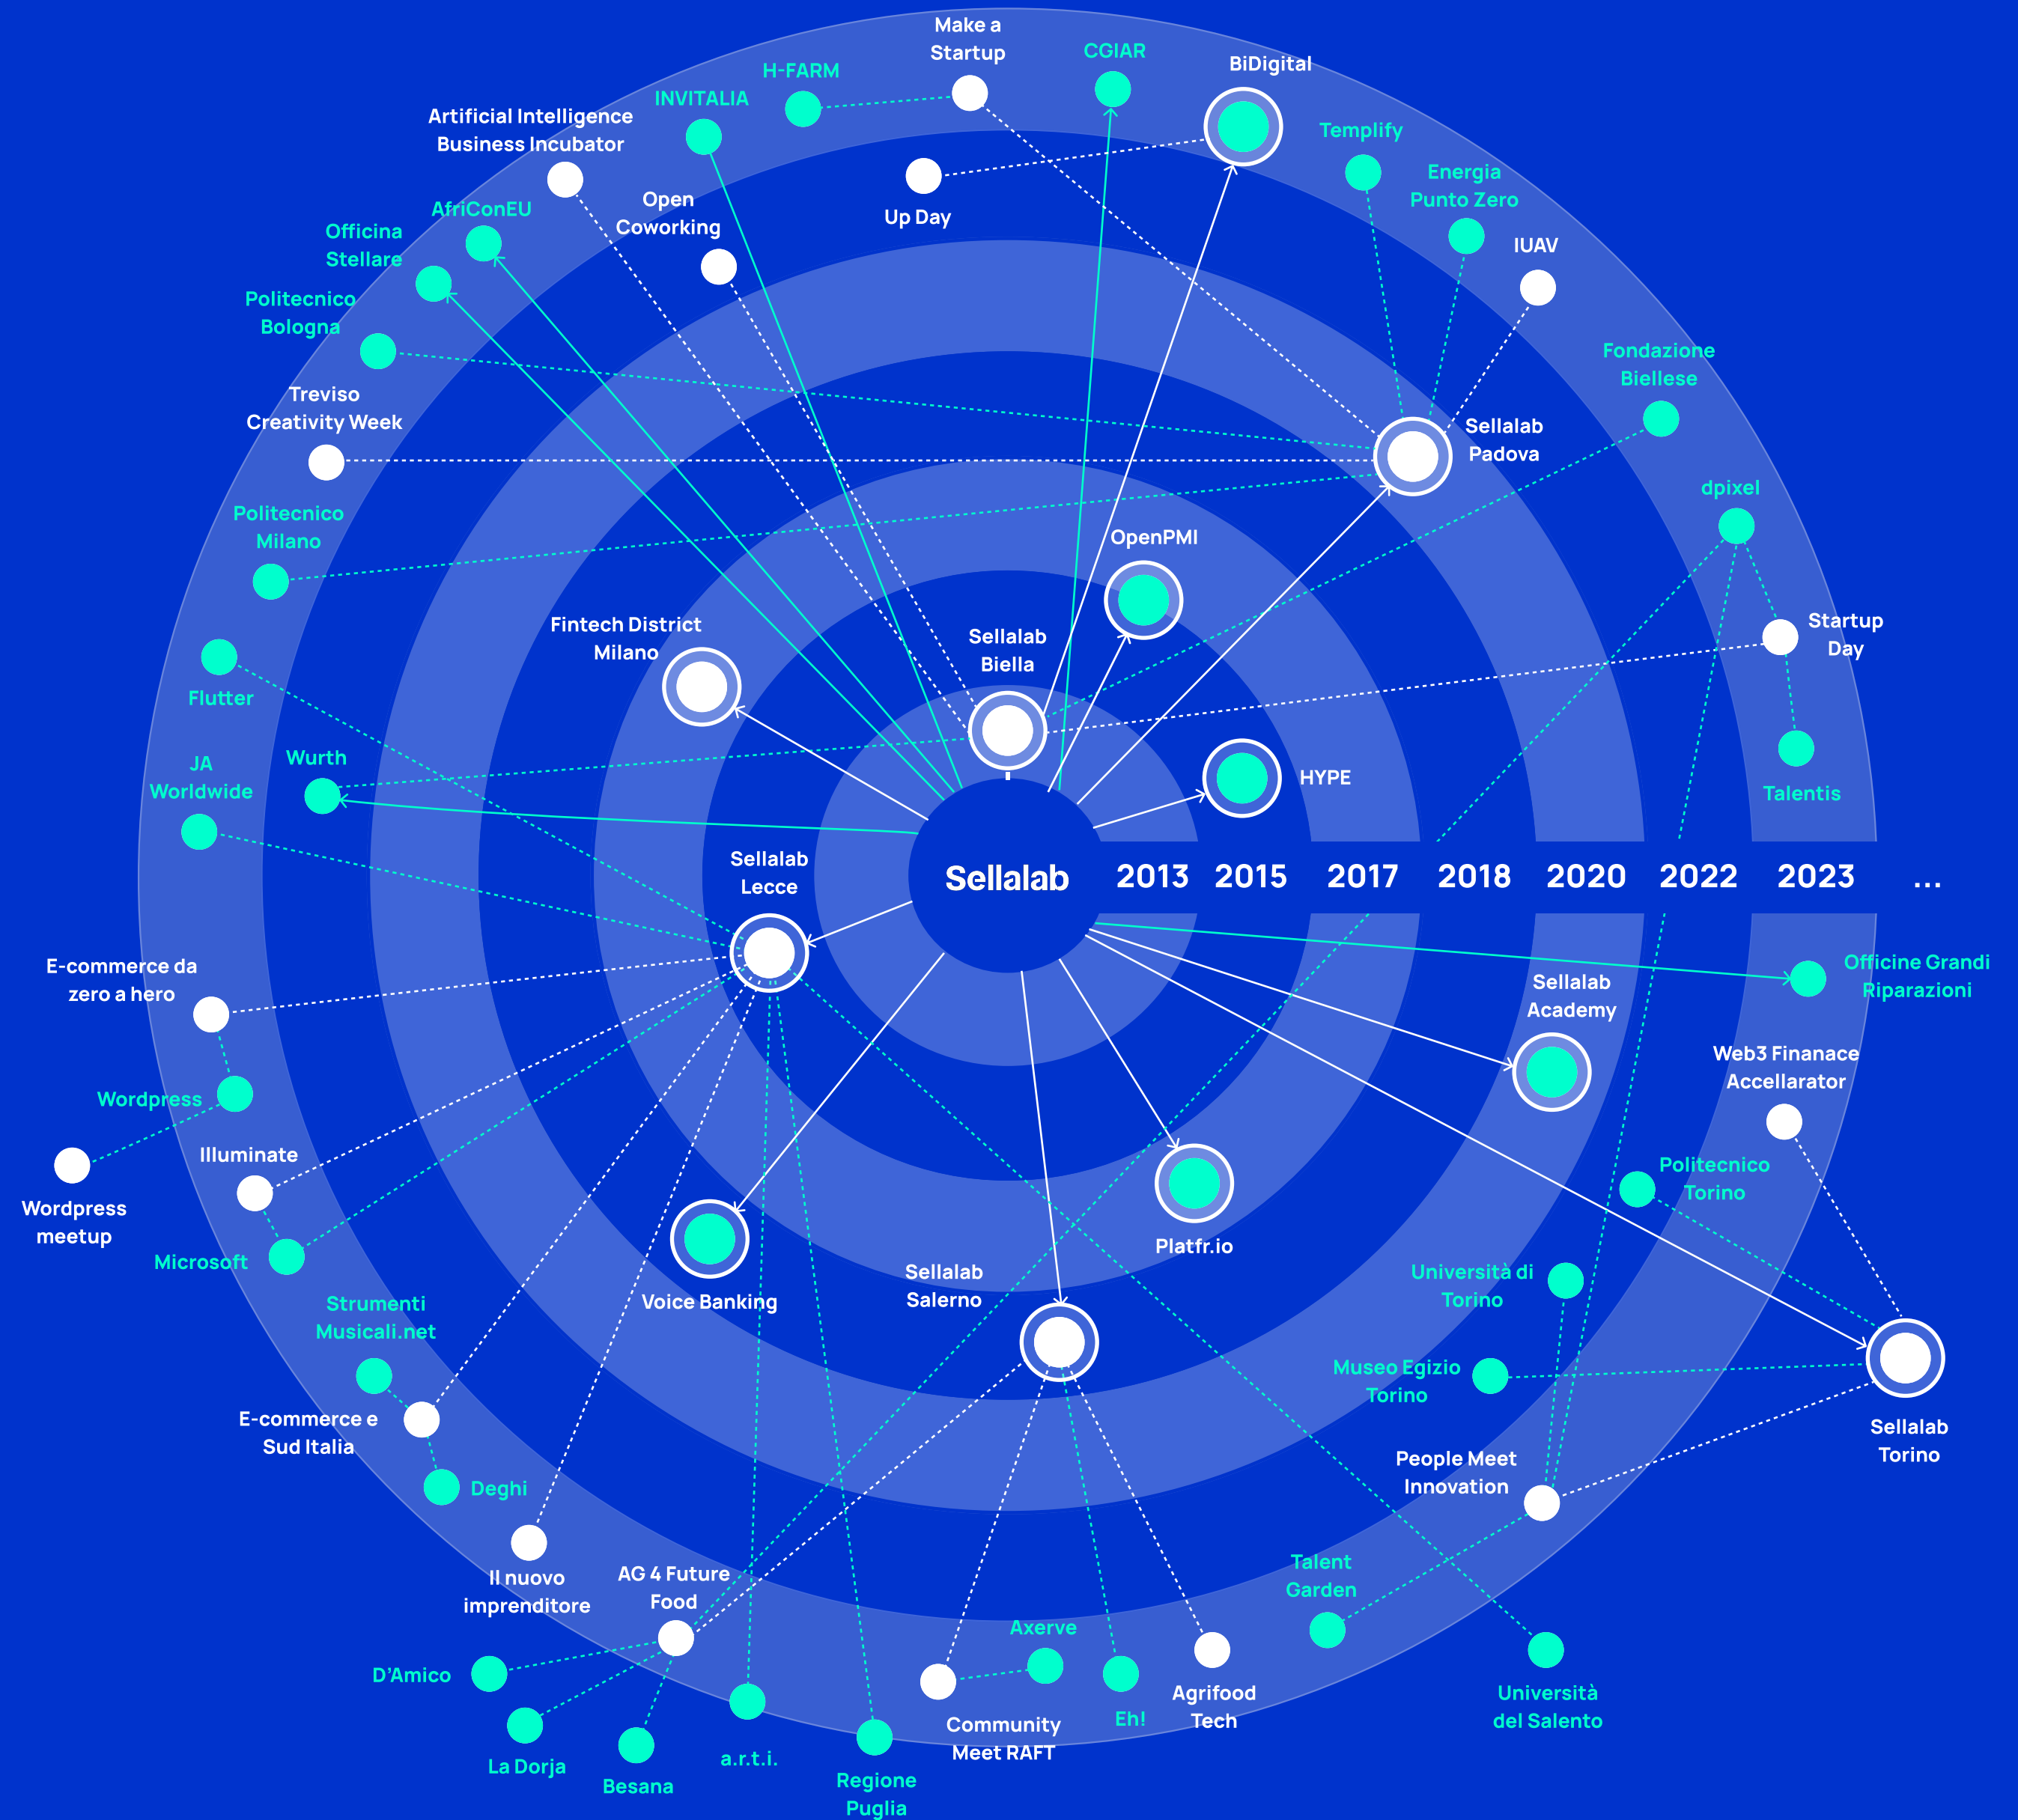 Make a
Startup
CGIAR
BiDigital
H-FARM
INVITALIA
Artificial Intelligence
Business Incubator
Templify
Energia
Punto Zero
Open
Coworking
AfriConEU
Up Day
Officina
Stellare
IUAV
Politecnico
Bologna
Fondazione
Biellese
Treviso
Creativity Week
Sellalab
Padova
dpixel
Politecnico
Milano
OpenPMI
Fintech District
Milano
Sellalab
Biella
Startup
Day
Flutter
Wurth
JA
Worldwide
HYPE
Talentis
Sellalab
Lecce
Sellalab 2013 2015 2017 2018 2020 2022 2023 ...
E-commerce da
zero a hero
Officine Grandi
Riparazioni
Sellalab
Academy
Web3 Finanace
Accellarator
Wordpress
Illuminate
Politecnico
Torino
Wordpress
meetup
Microsoft
Platfr.io
Sellalab
Salerno
Università di
Torino
Voice Banking
Strumenti
Musicali.net
Museo Egizio
Torino
E-commerce e
Sud Italia
Sellalab
Torino
People Meet
Innovation
Deghi
Talent
Garden
Il nuovo
imprenditore
AG 4 Future
Food
Axerve
D’Amico
Agrifood
Tech
Università
del Salento
Eh!
Community
Meet RAFT
La Dorja
a.r.t.i.
Besana
Regione
Puglia